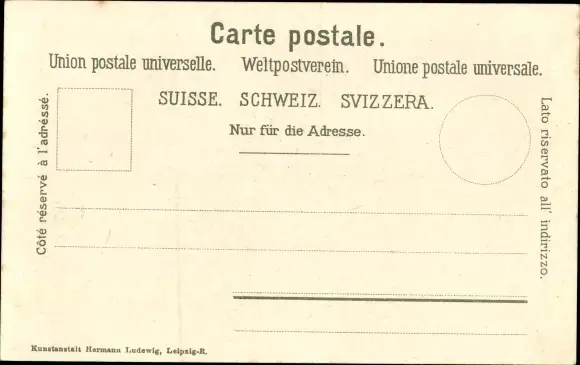 Carte postale.
Union postale universelle. Weltpostverein. Unione postale universale.
SUISSE. SCHWEIZ. SVIZZERA.
Nur für die Adresse.
Côté réservé à l'adréssé.
Lato riservato all' indirizzo.
Kunstanstalt Hermann Ludewig, Leipzig-R.